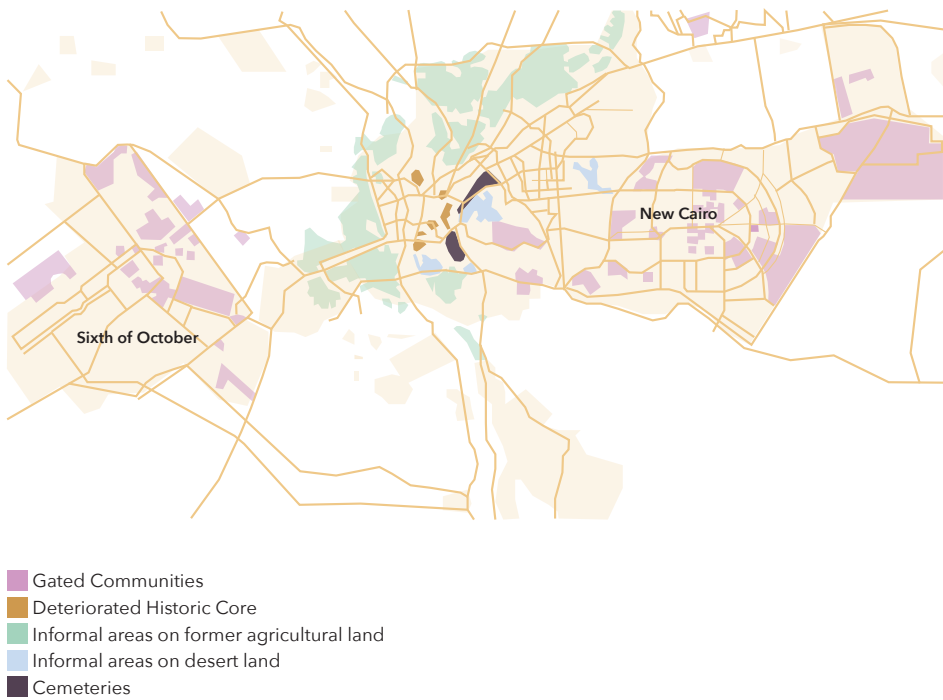 New Cairo
Sixth of October
Gated Communities
Deteriorated Historic Core
Informal areas on former agricultural land
Informal areas on desert land
Cemeteries